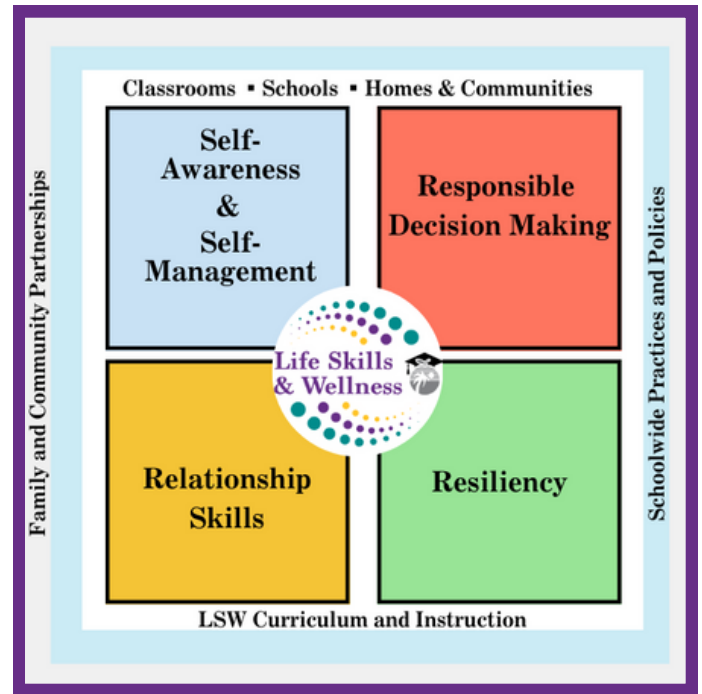 Classrooms ▪ Schools ▪ Homes & Communities
Self-
Awareness
&
Self-
Management
Responsible
Decision Making
Life Skills
& Wellness
Relationship
Skills
Resiliency
LSW Curriculum and Instruction
Family and Community Partnerships
Schoolwide Practices and Policies